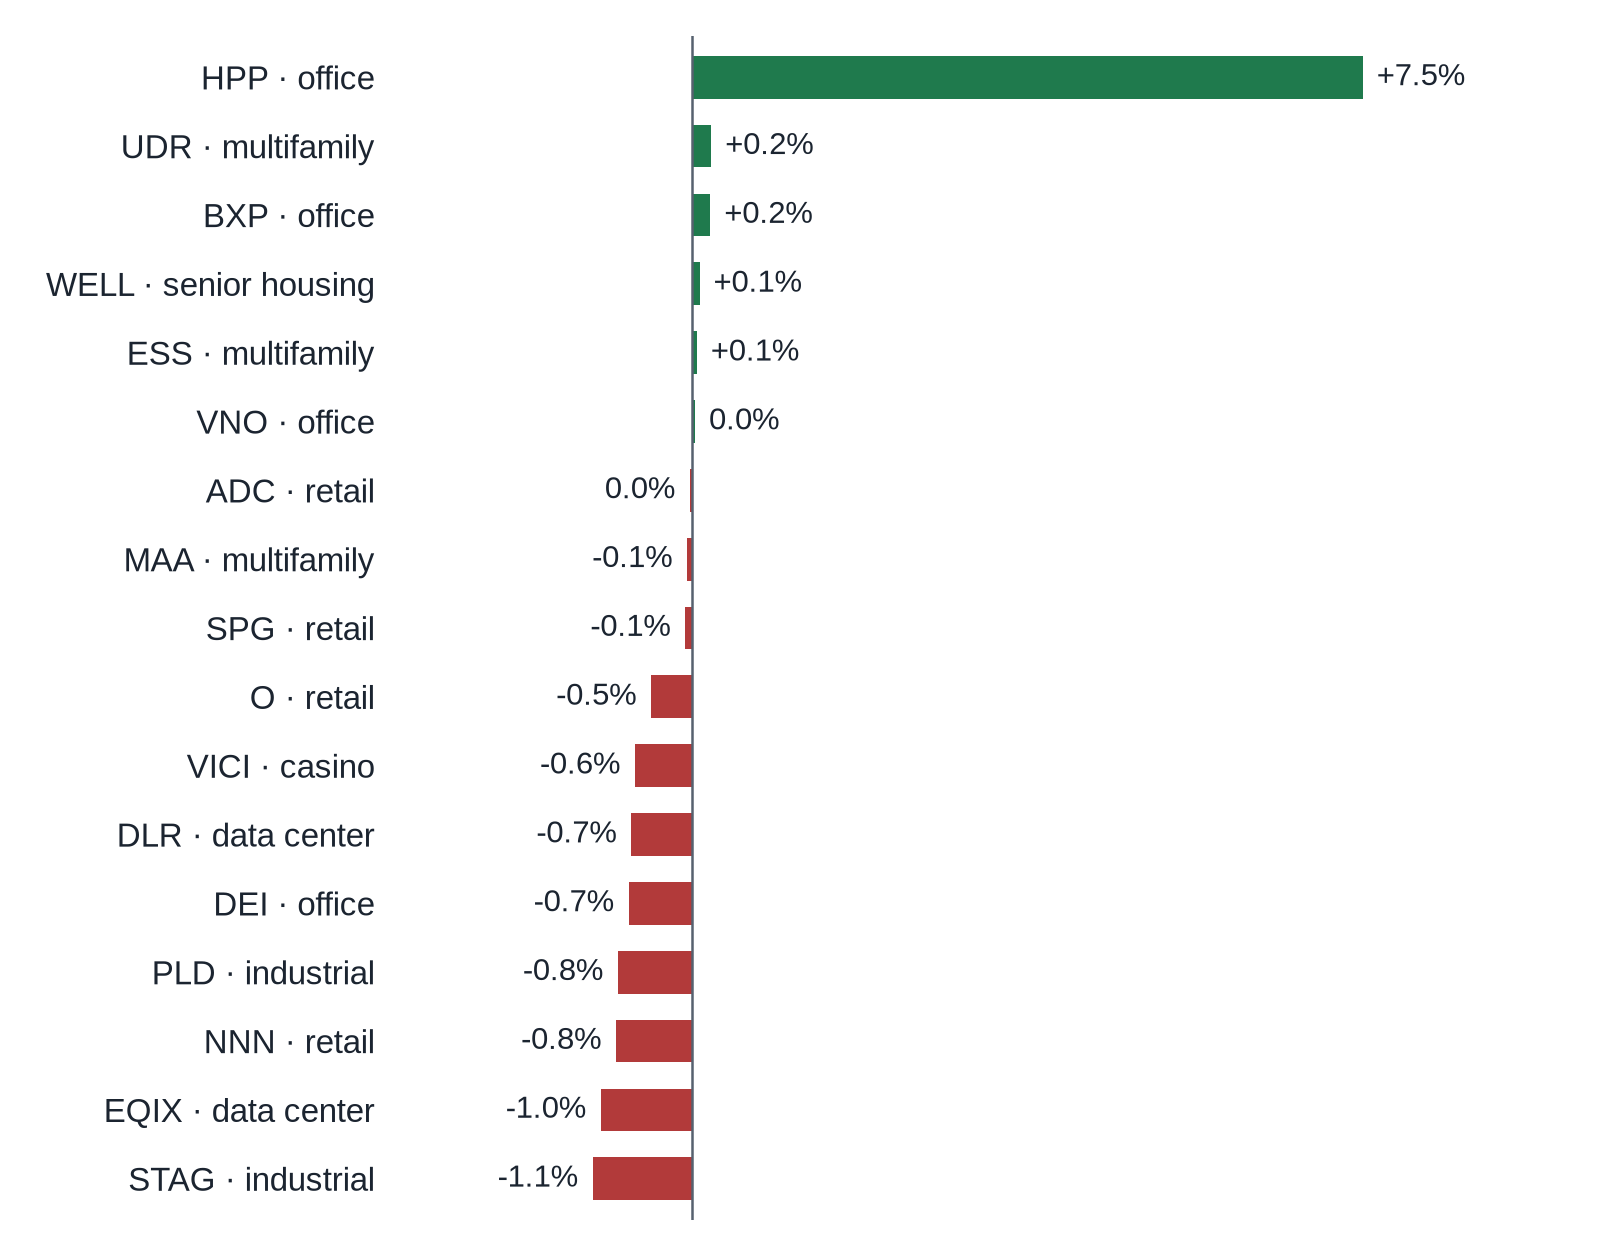 HPP · office +7.5%
UDR · multifamily +0.2%
BXP · office +0.2%
WELL · senior housing +0.1%
ESS · multifamily +0.1%
VNO · office 0.0%
ADC · retail 0.0%
MAA · multifamily -0.1%
SPG · retail -0.1%
O · retail -0.5%
VICI · casino -0.6%
DLR · data center -0.7%
DEI · office -0.7%
PLD · industrial -0.8%
NNN · retail -0.8%
EQIX · data center -1.0%
STAG · industrial -1.1%